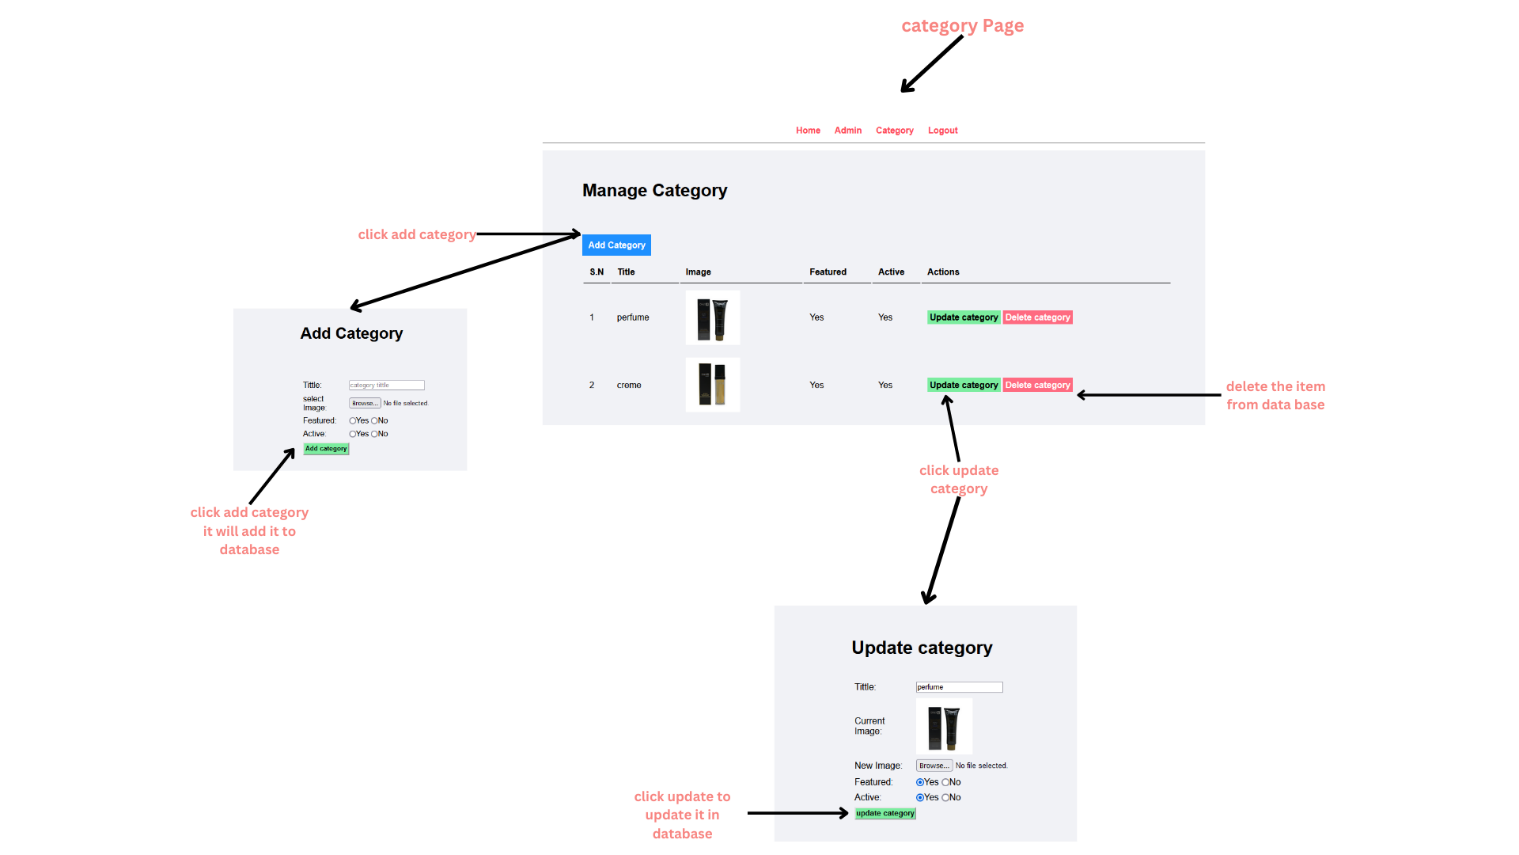 category Page
Home Admin Category Logout
Manage Category
click add category
Add Category
S.N Title Image Featured Active Actions
1 perfume Yes Yes Update category Delete category
2 creme Yes Yes Update category Delete category
delete the item
from data base
Add Category
Tittle: category tittle
select
Image: Browse... No file selected.
Featured: Yes No
Active: Yes No
Add category
click add category
it will add it to
database
click update
category
Update category
Tittle: perfume
Current
Image:
New Image: Browse... No file selected.
Featured: Yes No
Active: Yes No
update category
click update to
update it in
database